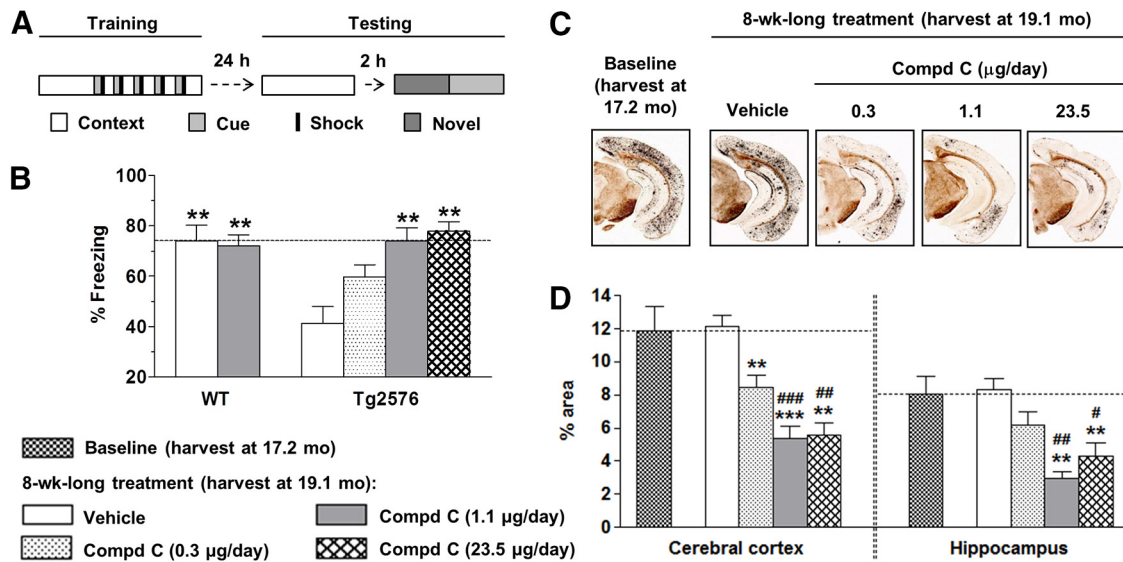 A
Training
Testing
24 h
2 h
Context
Cue
Shock
Novel
B
% Freezing
100
80
60
40
20
**
**
**
**
WT
Tg2576
Baseline (harvest at 17.2 mo)
8-wk-long treatment (harvest at 19.1 mo):
Vehicle
Compd C (1.1 µg/day)
Compd C (0.3 µg/day)
Compd C (23.5 µg/day)
C
8-wk-long treatment (harvest at 19.1 mo)
Baseline
(harvest at
17.2 mo)
Compd C (µg/day)
Vehicle
0.3
1.1
23.5
D
% area
14
12
10
8
6
4
2
0
**
###
***
##
**
##
**
#
**
Cerebral cortex
Hippocampus